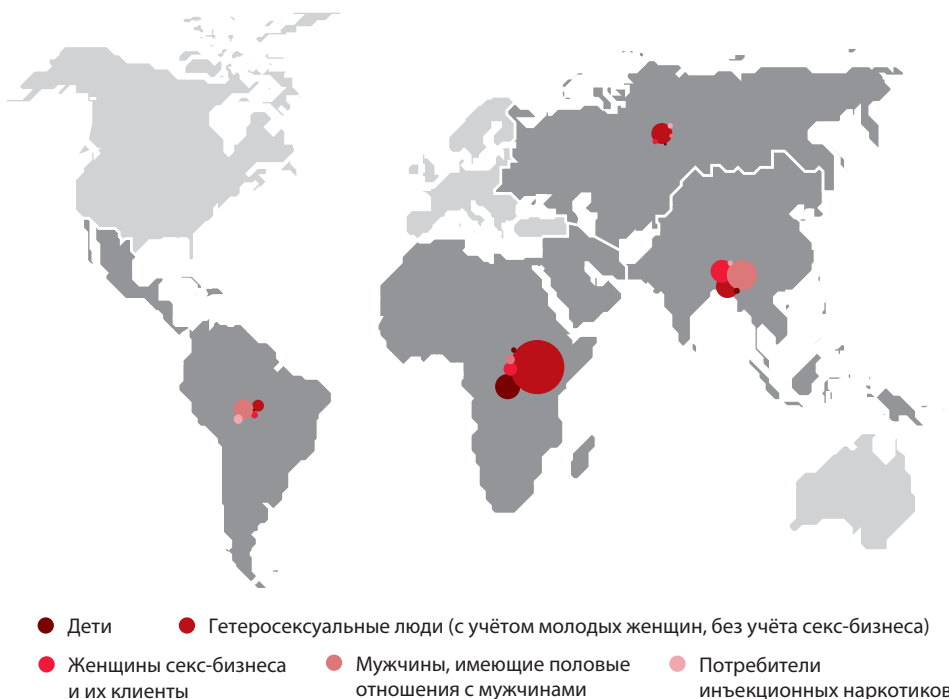 Дети
Гетеросексуальные люди (с учётом молодых женщин, без учёта секс-бизнеса)
Женщины секс-бизнеса
и их клиенты
Мужчины, имеющие половые
отношения с мужчинами
Потребители
инъекционных наркотиков